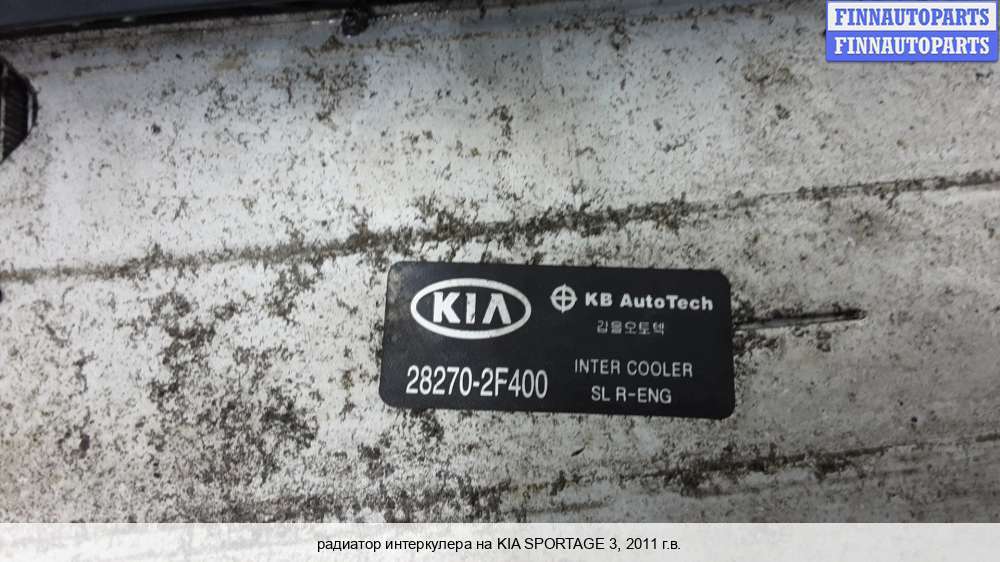 FINNAUTOPARTS
FINNAUTOPARTS
KIA
KB AutoTech
갑을오토텍
28270-2F400
INTER COOLER
SL R-ENG
радиатор интеркулера на KIA SPORTAGE 3, 2011 г.в.